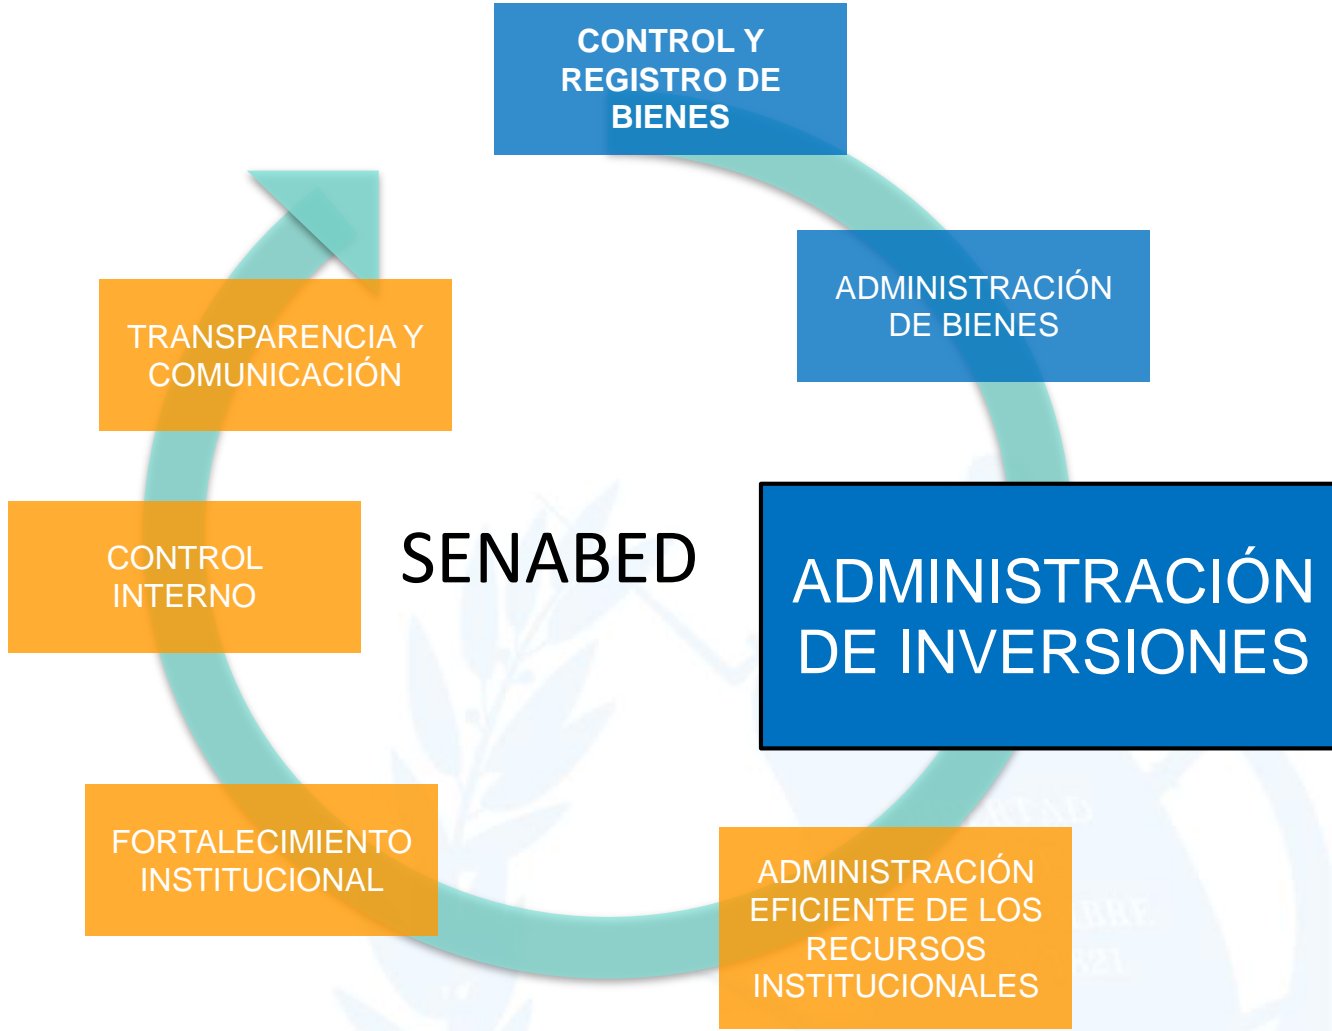 CONTROL Y
REGISTRO DE
BIENES
ADMINISTRACIÓN
DE BIENES
TRANSPARENCIA Y
COMUNICACIÓN
CONTROL
INTERNO
SENABED
ADMINISTRACIÓN
DE INVERSIONES
FORTALECIMIENTO
INSTITUCIONAL
ADMINISTRACIÓN
EFICIENTE DE LOS
RECURSOS
INSTITUCIONALES